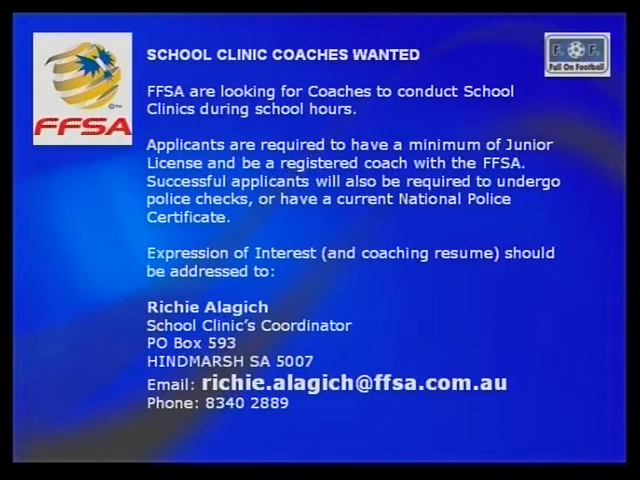 SCHOOL CLINIC COACHES WANTED
FFSA are looking for Coaches to conduct School
Clinics during school hours.
Applicants are required to have a minimum of Junior
License and be a registered coach with the FFSA.
Successful applicants will also be required to undergo
police checks, or have a current National Police
Certificate.
Expression of Interest (and coaching resume) should
be addressed to:
Richie Alagich
School Clinic's Coordinator
PO Box 593
HINDMARSH SA 5007
Email: richie.alagich@ffsa.com.au
Phone: 8340 2889
FFSA
F. F.
Full On Football